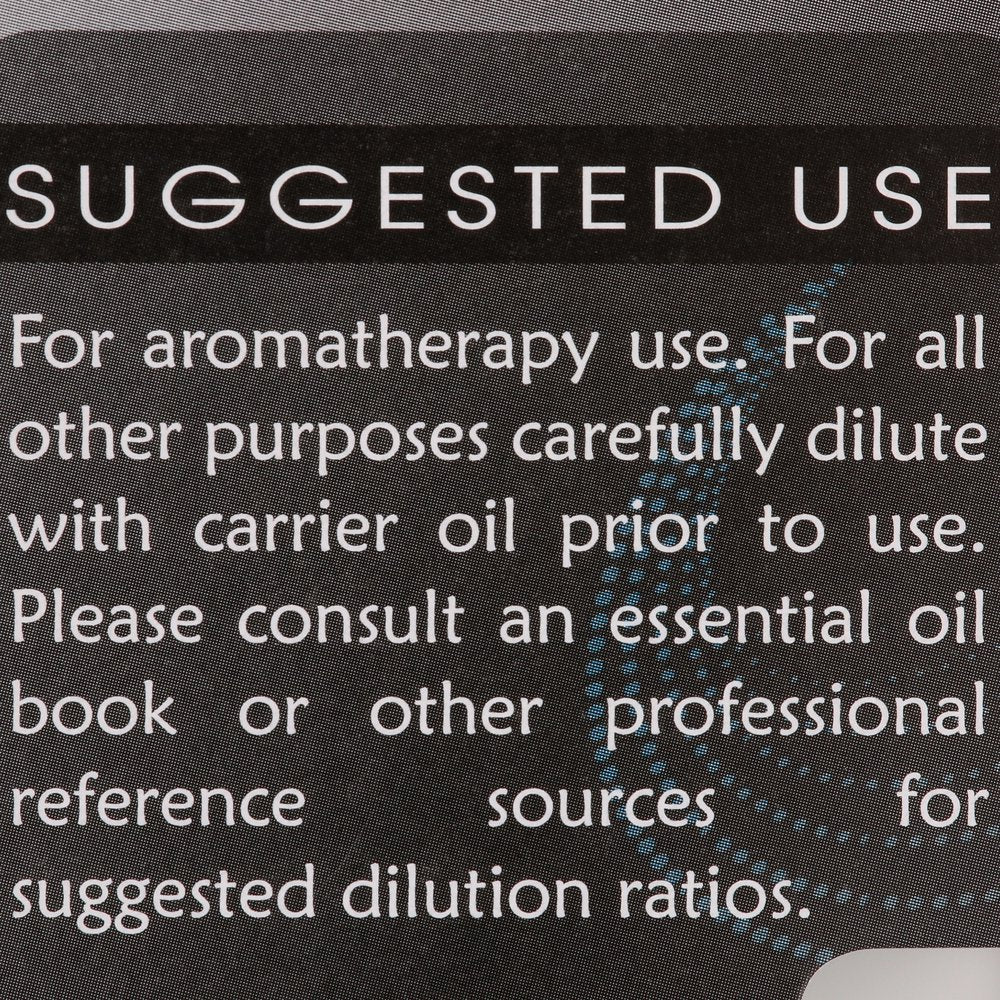 SUGGESTED USE
For aromatherapy use. For all
other purposes carefully dilute
with carrier oil prior to use.
Please consult an essential oil
book or other professional
reference sources for
suggested dilution ratios.